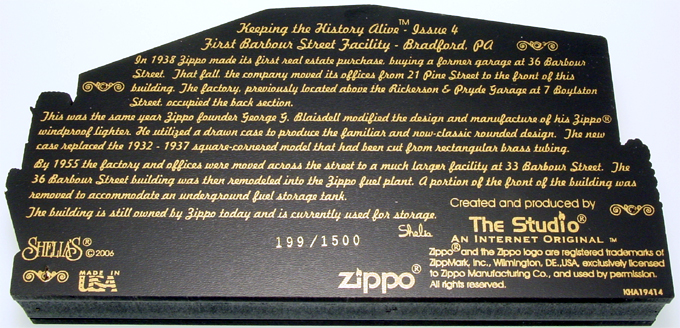 Keeping the History Alive™ - Issue 4
First Barbour Street Facility - Bradford, PA
In 1938 Zippo made its first real estate purchase, buying a former garage at 36 Barbour
Street. That fall, the company moved its offices from 21 Pine Street to the front of this
building. The factory, previously located above the Rickerson & Pryde Garage at 7 Boylston
Street, occupied the back section.
This was the same year Zippo founder George G. Blaisdell modified the design and manufacture of his Zippo®
windproof lighter. He utilized a drawn case to produce the familiar and now-classic rounded design. The new
case replaced the 1932 - 1937 square-cornered model that had been cut from rectangular brass tubing.
By 1955 the factory and offices were moved across the street to a much larger facility at 33 Barbour Street. The
36 Barbour Street building was then remodeled into the Zippo fuel plant. A portion of the front of the building was
removed to accommodate an underground fuel storage tank.
The building is still owned by Zippo today and is currently used for storage.
Shelia
SHELIA'S® ©2006
MADE IN
USA
199/1500
zippo®
Created and produced by
The Studio®
AN INTERNET ORIGINAL™
Zippo® and the Zippo logo are registered trademarks of
ZippMark, Inc., Wilmington, DE.,USA, exclusively licensed
to Zippo Manufacturing Co., and used by permission.
All rights reserved.
KHA19414